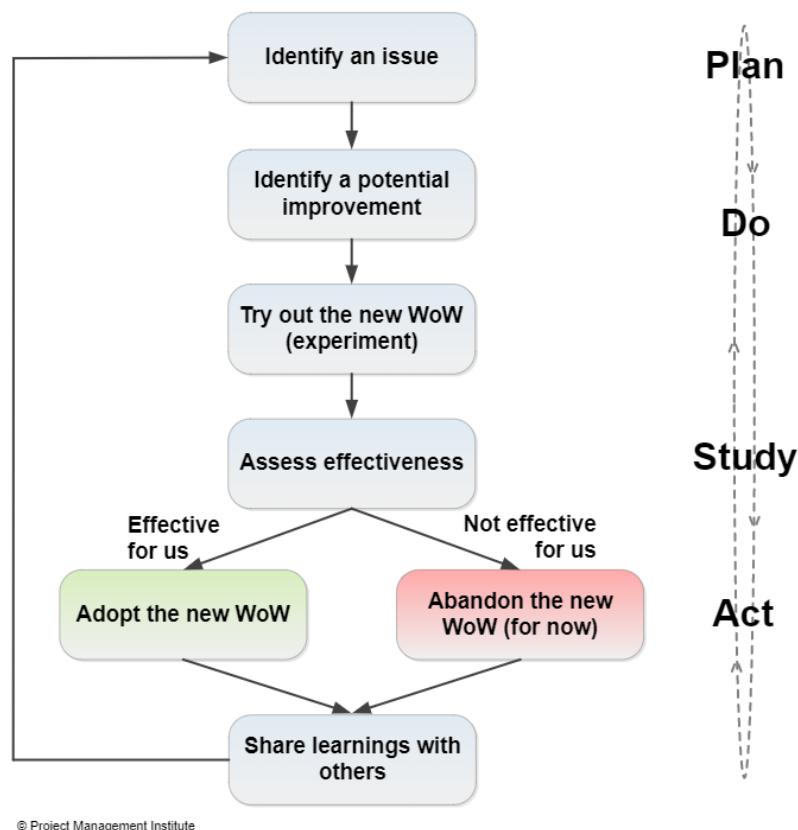 Identify an issue
Plan
Identify a potential
improvement
Do
Try out the new WoW
(experiment)
Assess effectiveness
Study
Effective
for us
Not effective
for us
Adopt the new WoW
Abandon the new
WoW (for now)
Act
Share learnings with
others
© Project Management Institute